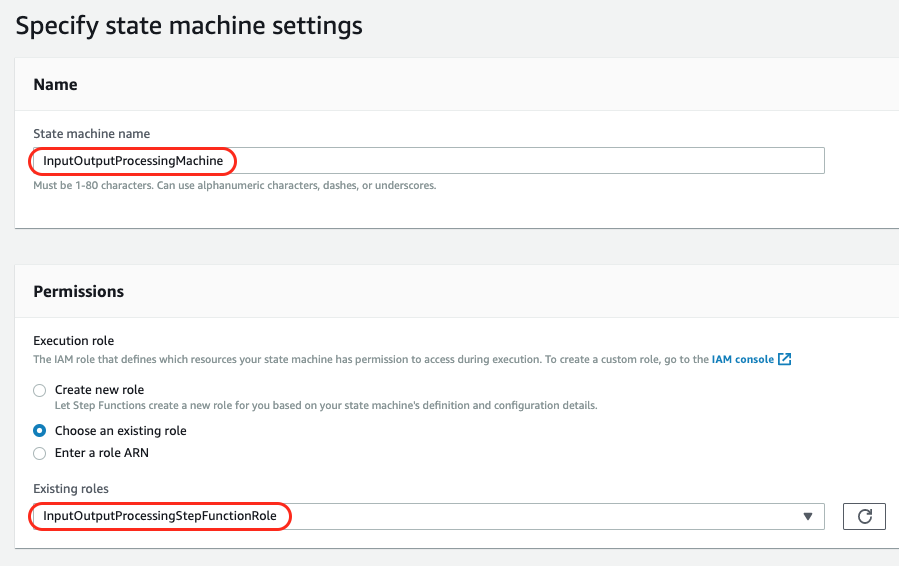 Specify state machine settings
Name
State machine name
InputOutputProcessingMachine
Must be 1-80 characters. Can use alphanumeric characters, dashes, or underscores.
Permissions
Execution role
The IAM role that defines which resources your state machine has permission to access during execution. To create a custom role, go to the IAM console
Create new role
Let Step Functions create a new role for you based on your state machine's definition and configuration details.
Choose an existing role
Enter a role ARN
Existing roles
InputOutputProcessingStepFunctionRole